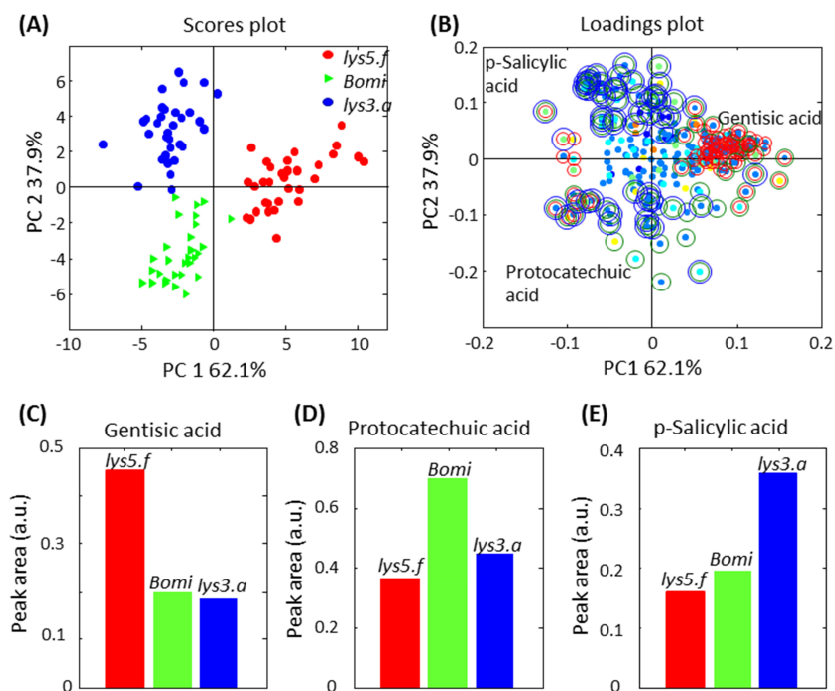 (A)
Scores plot
lys5.f
Bomi
lys3.a
6
4
2
0
-2
-4
-6
-10
-5
0
5
10
PC 2 37.9%
PC 1 62.1%
(B)
Loadings plot
0.2
0.1
0
-0.1
-0.2
-0.2
-0.1
0
0.1
0.2
PC2 37.9%
PC1 62.1%
p-Salicylic
acid
Gentisic acid
Protocatechuic
acid
(C)
Gentisic acid
0.5
0.3
0.1
0
Peak area (a.u.)
lys5.f
Bomi
lys3.a
(D)
Protocatechuic acid
0.8
0.6
0.4
0.2
0
Peak area (a.u.)
lys5.f
Bomi
lys3.a
(E)
p-Salicylic acid
0.4
0.3
0.2
0.1
0
Peak area (a.u.)
lys5.f
Bomi
lys3.a